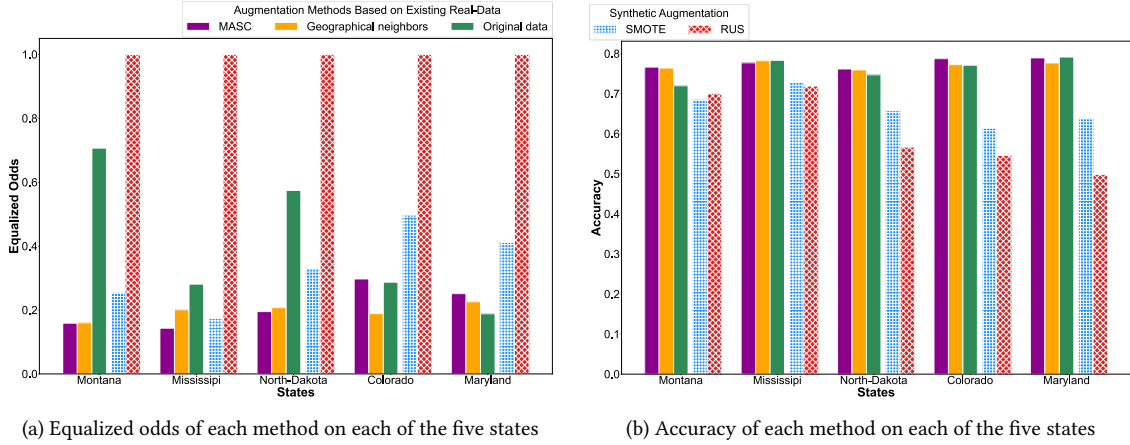 Augmentation Methods Based on Existing Real-Data
MASC Geographical neighbors Original data
1.0
0.8
0.6
0.4
0.2
0.0
Equalized Odds
Montana Mississipi North-Dakota Colorado Maryland
States
(a) Equalized odds of each method on each of the five states
Synthetic Augmentation
SMOTE RUS
0.8
0.7
0.6
0.5
0.4
0.3
0.2
0.1
0.0
Accuracy
Montana Mississipi North-Dakota Colorado Maryland
States
(b) Accuracy of each method on each of the five states